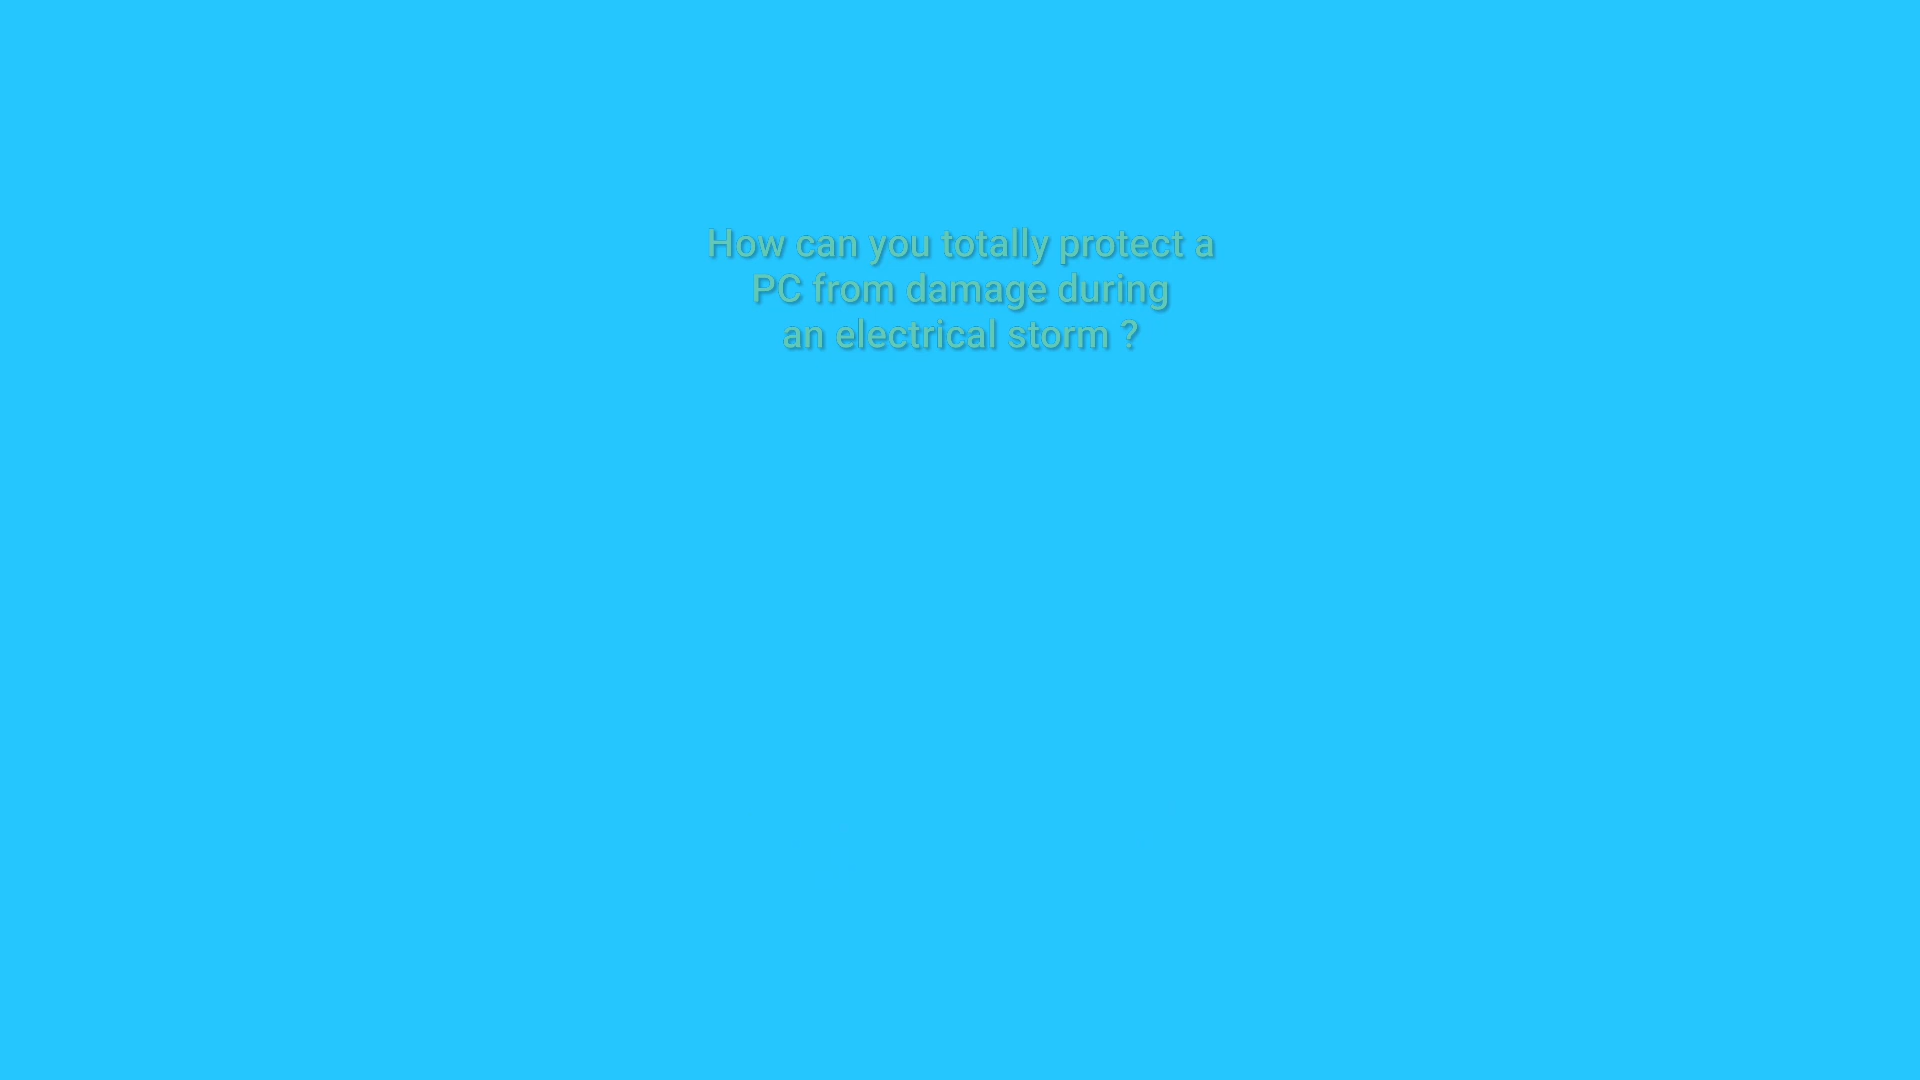 How can you totally protect a
PC from damage during
an electrical storm ?